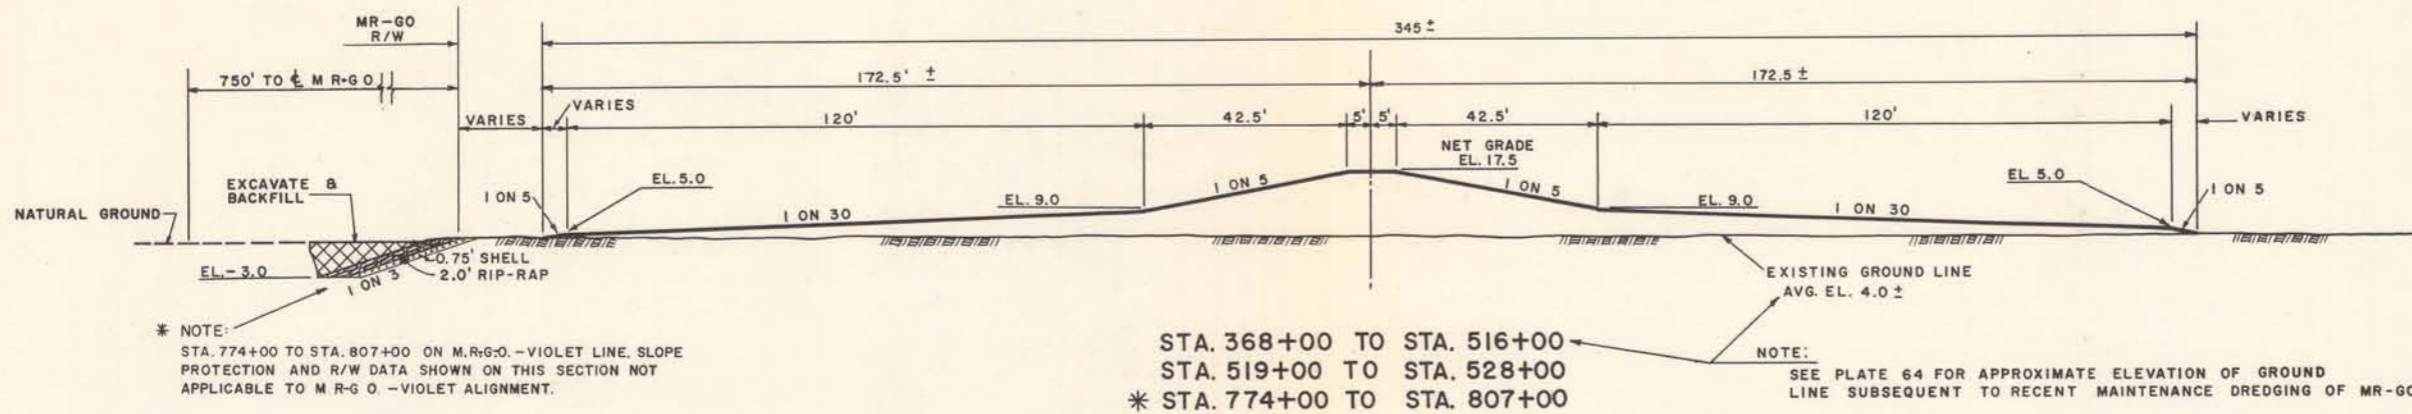 MR-GO
R/W
345 ±
750' TO ℄ M R-G O
172.5' ±
172.5 ±
VARIES
VARIES
120'
42.5'
5'
5'
42.5'
120'
VARIES
NET GRADE
EL. 17.5
EXCAVATE &
BACKFILL
NATURAL GROUND
1 ON 5
EL. 5.0
1 ON 30
EL. 9.0
1 ON 5
1 ON 5
EL. 9.0
1 ON 30
EL 5.0
1 ON 5
EL.-3.0
1 ON 3
0.75' SHELL
2.0' RIP-RAP
EXISTING GROUND LINE
AVG. EL. 4.0 ±
* NOTE:
STA. 774+00 TO STA. 807+00 ON M.R-G.O.-VIOLET LINE, SLOPE
PROTECTION AND R/W DATA SHOWN ON THIS SECTION NOT
APPLICABLE TO M R-G O.-VIOLET ALIGNMENT.
STA. 368+00 TO STA. 516+00
STA. 519+00 TO STA. 528+00
* STA. 774+00 TO STA. 807+00
NOTE:
SEE PLATE 64 FOR APPROXIMATE ELEVATION OF GROUND
LINE SUBSEQUENT TO RECENT MAINTENANCE DREDGING OF MR-GO